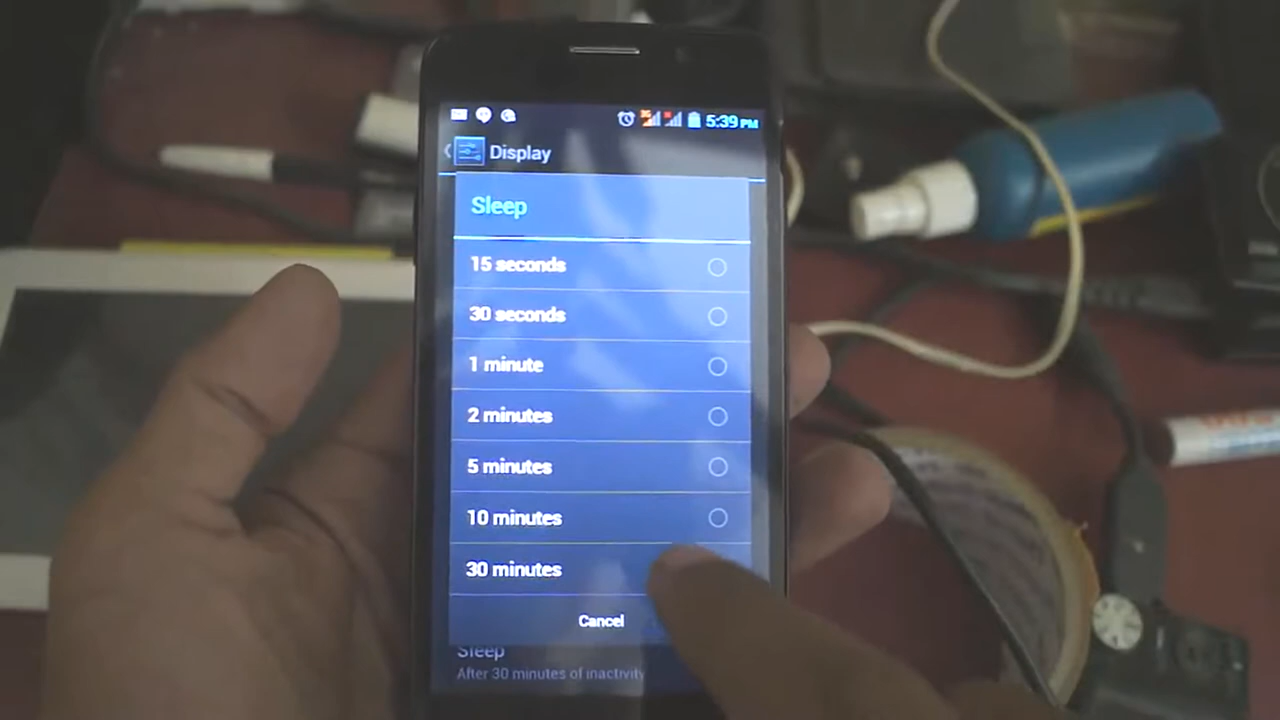 5:39 PM
Display
Sleep
15 seconds
30 seconds
1 minute
2 minutes
5 minutes
10 minutes
30 minutes
Cancel
Sleep
After 30 minutes of inactivity